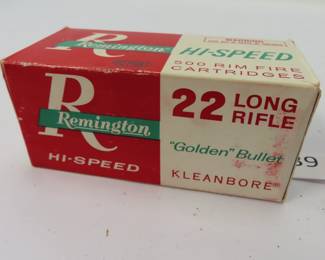 R
Remington
HI-SPEED
500 RIM FIRE
CARTRIDGES
R
Remington
HI-SPEED
22 LONG
RIFLE
"Golden" Bullet
KLEANBORE